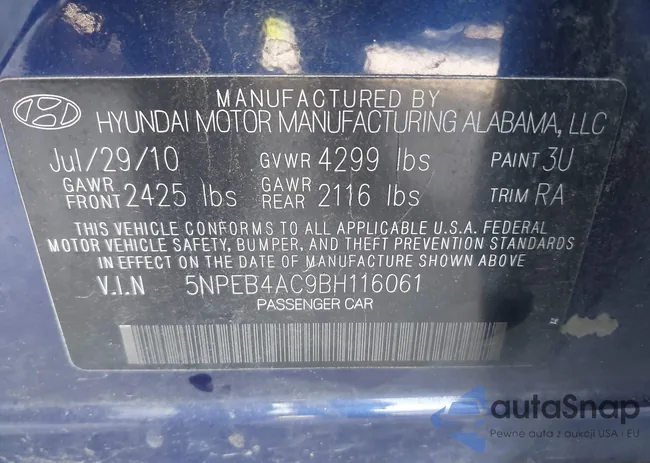 MANUFACTURED BY
HYUNDAI MOTOR MANUFACTURING ALABAMA, LLC
Jul/29/10 GVWR 4299 lbs PAINT 3U
GAWR FRONT 2425 lbs GAWR REAR 2116 lbs TRIM RA
THIS VEHICLE CONFORMS TO ALL APPLICABLE U.S.A. FEDERAL
MOTOR VEHICLE SAFETY, BUMPER, AND THEFT PREVENTION STANDARDS
IN EFFECT ON THE DATE OF MANUFACTURE SHOWN ABOVE
V.I.N 5NPEB4AC9BH116061
PASSENGER CAR
autaSnap
Pewne auta z aukcji USA i EU